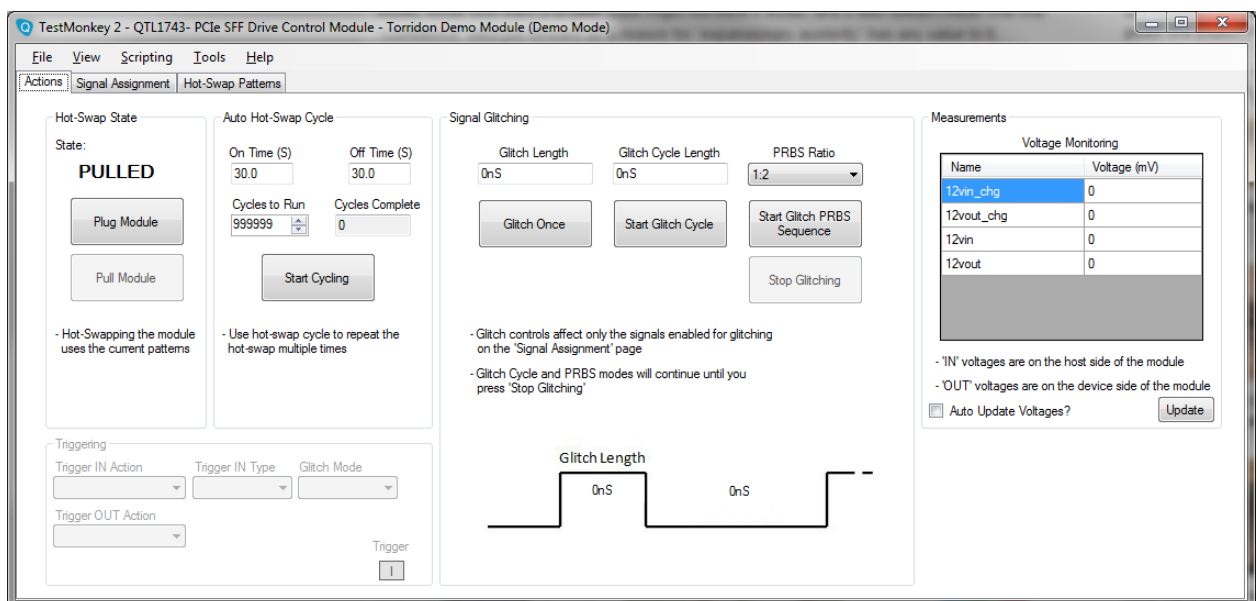 TestMonkey 2 - QTL1743- PCIe SFF Drive Control Module - Torridon Demo Module (Demo Mode)
File View Scripting Tools Help
Actions Signal Assignment Hot-Swap Patterns
Hot-Swap State
State:
PULLED
Plug Module
Pull Module
- Hot-Swapping the module
uses the current patterns
Auto Hot-Swap Cycle
On Time (S) Off Time (S)
30.0 30.0
Cycles to Run Cycles Complete
999999 0
Start Cycling
- Use hot-swap cycle to repeat the
hot-swap multiple times
Signal Glitching
Glitch Length Glitch Cycle Length PRBS Ratio
0nS 0nS 1:2
Glitch Once Start Glitch Cycle Start Glitch PRBS
Sequence
Stop Glitching
- Glitch controls affect only the signals enabled for glitching
on the 'Signal Assignment' page
- Glitch Cycle and PRBS modes will continue until you
press 'Stop Glitching'
Glitch Length
0nS 0nS
Measurements
Voltage Monitoring
Name Voltage (mV)
12vin_chg 0
12vout_chg 0
12vin 0
12vout 0
- 'IN' voltages are on the host side of the module
- 'OUT' voltages are on the device side of the module
Auto Update Voltages? Update
Triggering
Trigger IN Action Trigger IN Type Glitch Mode
Trigger OUT Action
Trigger
I